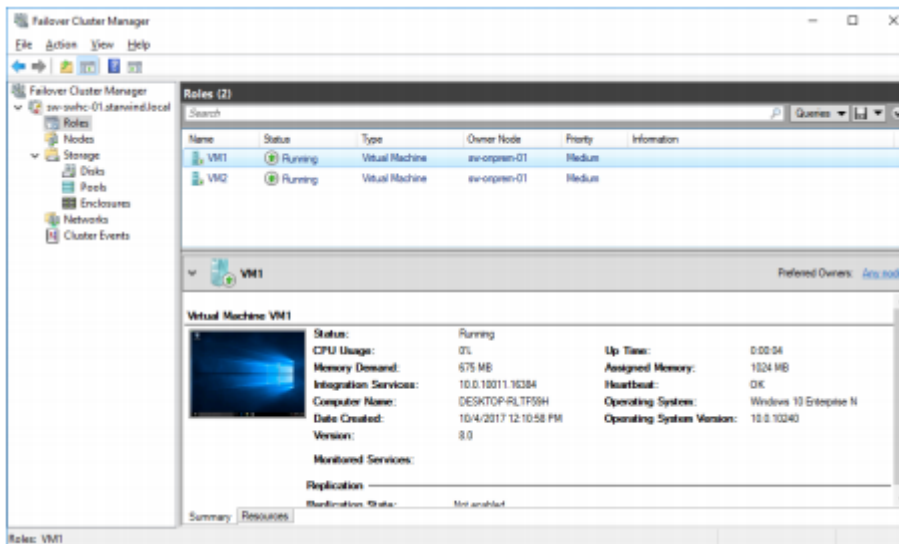 Failover Cluster Manager
File Action View Help
Failover Cluster Manager
sw-swhc-01.starwind.local
Roles
Nodes
Storage
Disks
Pools
Enclosures
Networks
Cluster Events
Roles (2)
Search Queries
Name Status Type Owner Node Priority Information
VM1 Running Virtual Machine sw-onprem-01 Medium
VM2 Running Virtual Machine sw-onprem-01 Medium
VM1 Preferred Owners: Any node
Virtual Machine VM1
Status: Running
CPU Usage: 0% Up Time: 0:00:04
Memory Demand: 675 MB Assigned Memory: 1024 MB
Integration Services: 10.0.10011.16384 Heartbeat: OK
Computer Name: DESKTOP-RLTF59H Operating System: Windows 10 Enterprise N
Date Created: 10/4/2017 12:10:58 PM Operating System Version: 10.0.10240
Version: 8.0
Monitored Services:
Replication
Replication State: Not enabled
Summary Resources
Roles: VM1